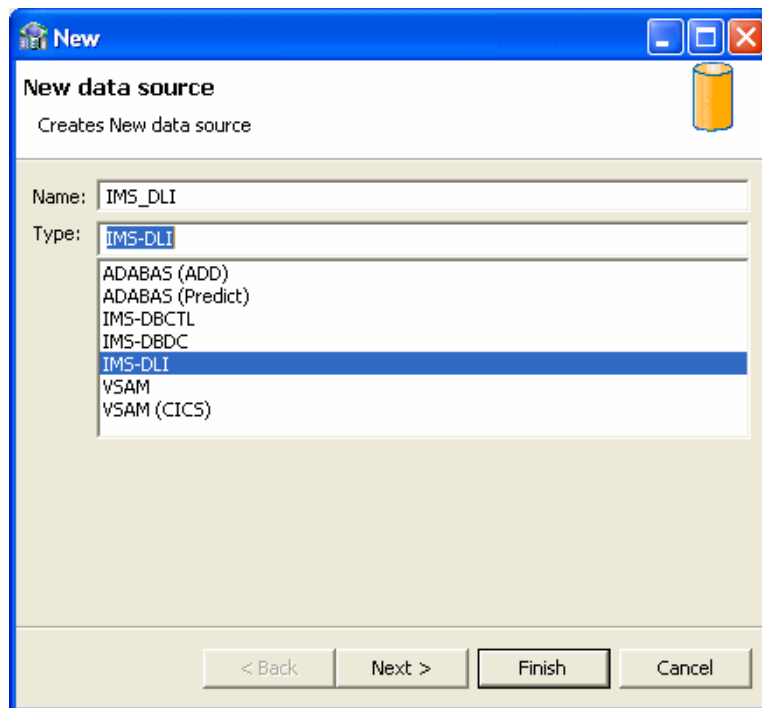 New
New data source
Creates New data source
Name: IMS_DLI
Type: IMS-DLI
ADABAS (ADD)
ADABAS (Predict)
IMS-DBCTL
IMS-DBDC
IMS-DLI
VSAM
VSAM (CICS)
< Back Next > Finish Cancel